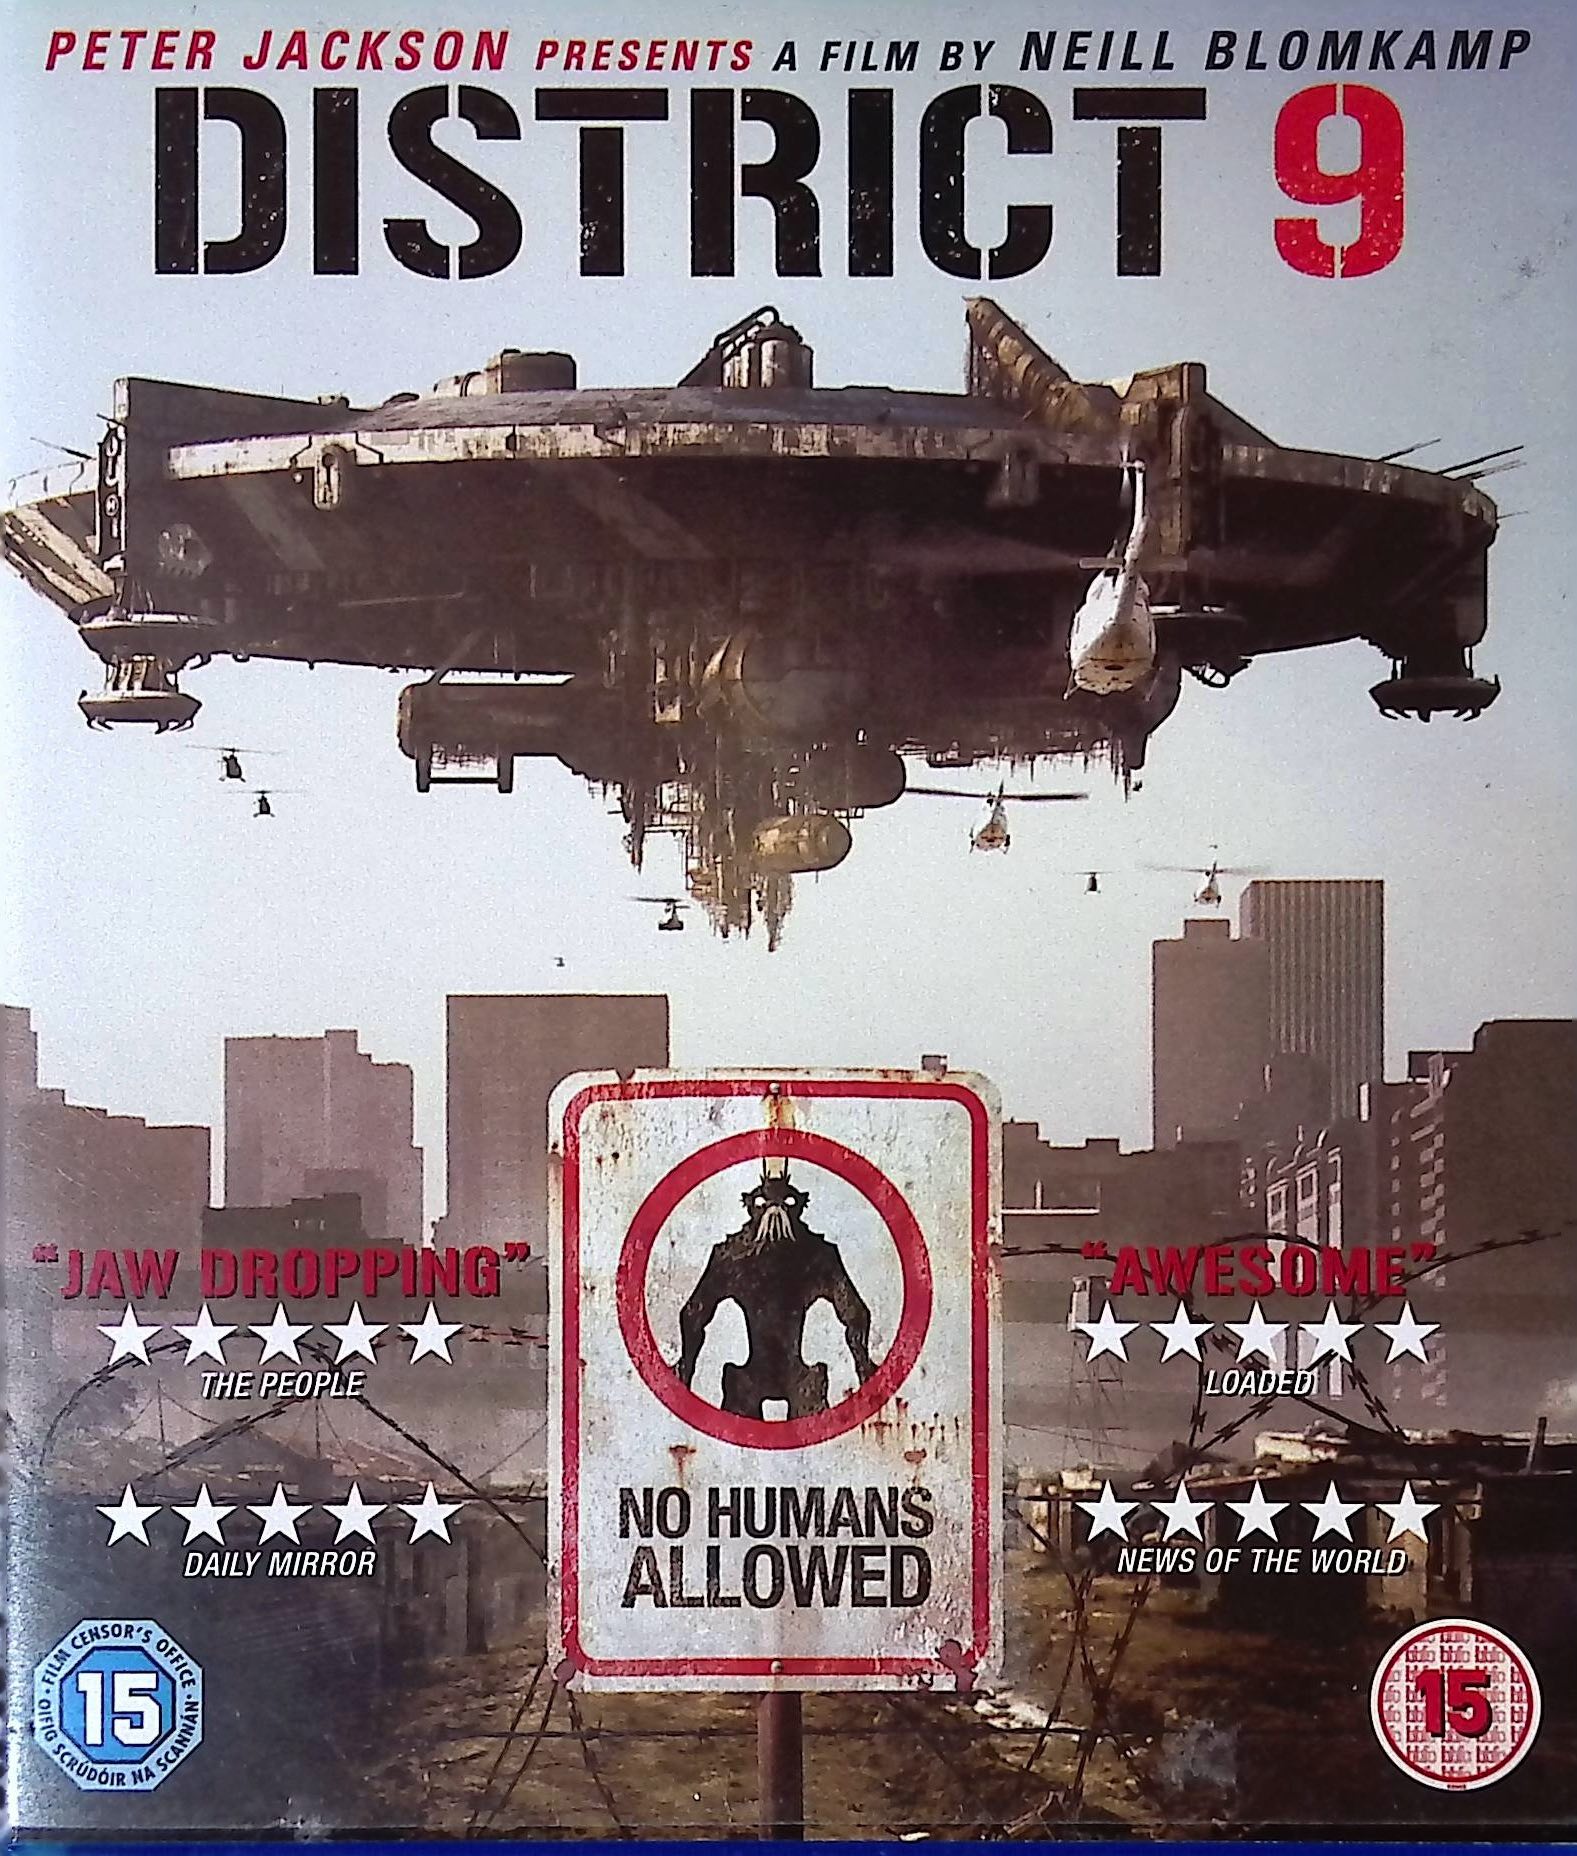 PETER JACKSON PRESENTS A FILM BY NEILL BLOMKAMP
DISTRICT 9
"JAW DROPPING"
THE PEOPLE
"AWESOME"
LOADED
DAILY MIRROR
NEWS OF THE WORLD
NO HUMANS
ALLOWED
FILM CENSOR'S OFFICE · OIFIG SCRÚDÓIR NA SCANNÁN ·
15
15